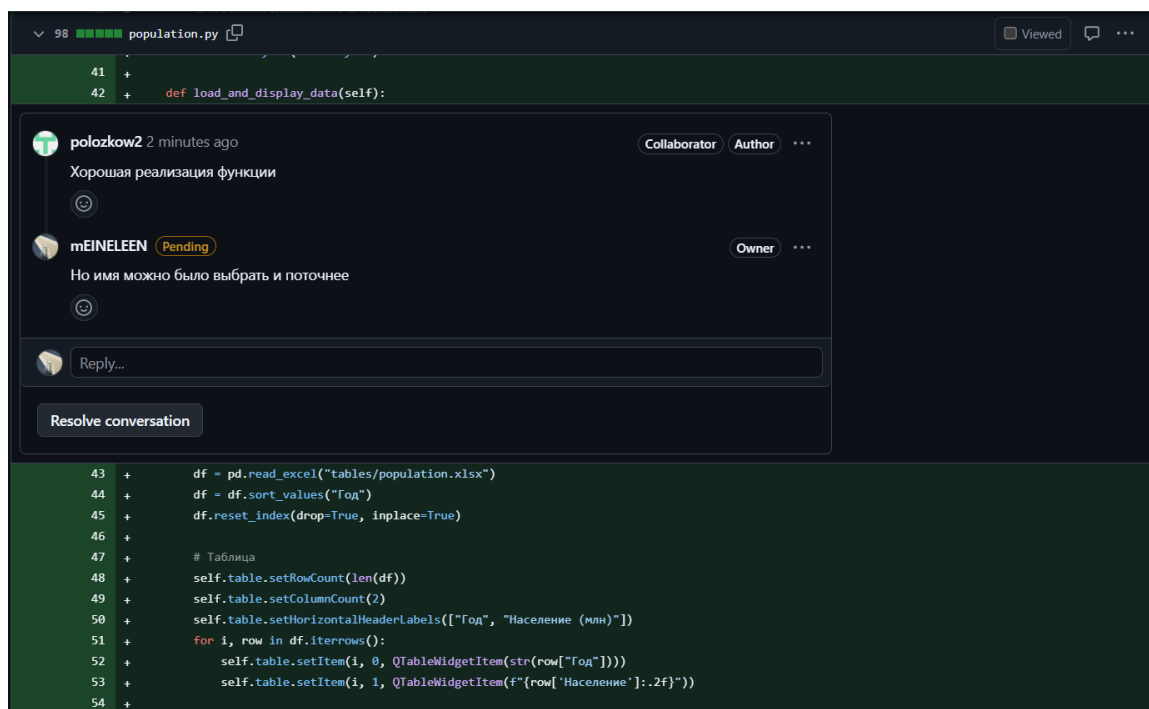 98 population.py Viewed ...
41 +
42 + def load_and_display_data(self):
polozkow2 2 minutes ago Collaborator Author ...
Хорошая реализация функции
mEINELEEN Pending Owner ...
Но имя можно было выбрать и поточнее
Reply...
Resolve conversation
43 + df = pd.read_excel("tables/population.xlsx")
44 + df = df.sort_values("Год")
45 + df.reset_index(drop=True, inplace=True)
46 +
47 + # Таблица
48 + self.table.setRowCount(len(df))
49 + self.table.setColumnCount(2)
50 + self.table.setHorizontalHeaderLabels(["Год", "Население (млн)"])
51 + for i, row in df.iterrows():
52 + self.table.setItem(i, 0, QTableWidgetItem(str(row["Год"])))
53 + self.table.setItem(i, 1, QTableWidgetItem(f"{row['Население']:.2f}"))
54 +